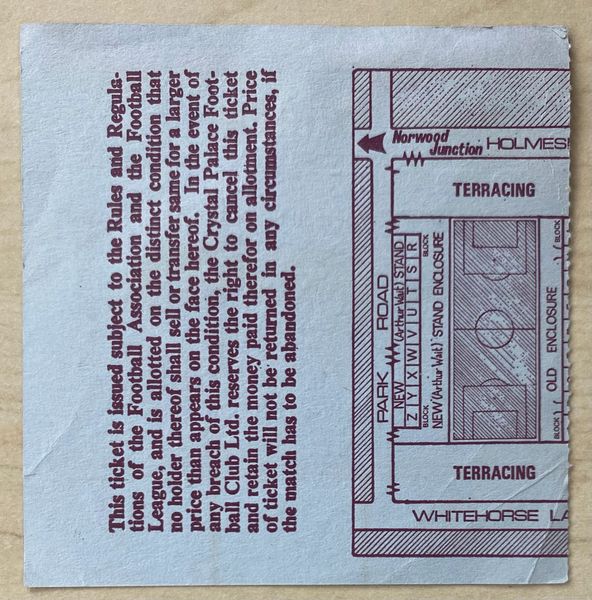 This ticket is issued subject to the Rules and Regula-
tions of the Football Association and the Football
League, and is allotted on the distinct condition that
no holder thereof shall sell or transfer same for a larger
price than appears on the face hereof. In the event of
any breach of this condition, the Crystal Palace Foot-
ball Club Ltd. reserves the right to cancel this ticket
and retain the money paid therefor on allotment. Price
of ticket will not be returned in any circumstances, if
the match has to be abandoned.
Norwood
Junction
HOLMES
TERRACING
PARK ROAD
NEW (Arthur Wait) STAND
Z Y X W V U T S R
BLOCK
BLOCK
NEW (Arthur Wait) STAND ENCLOSURE
OLD ENCLOSURE
BLOCK
BLOCK
TERRACING
WHITEHORSE LA